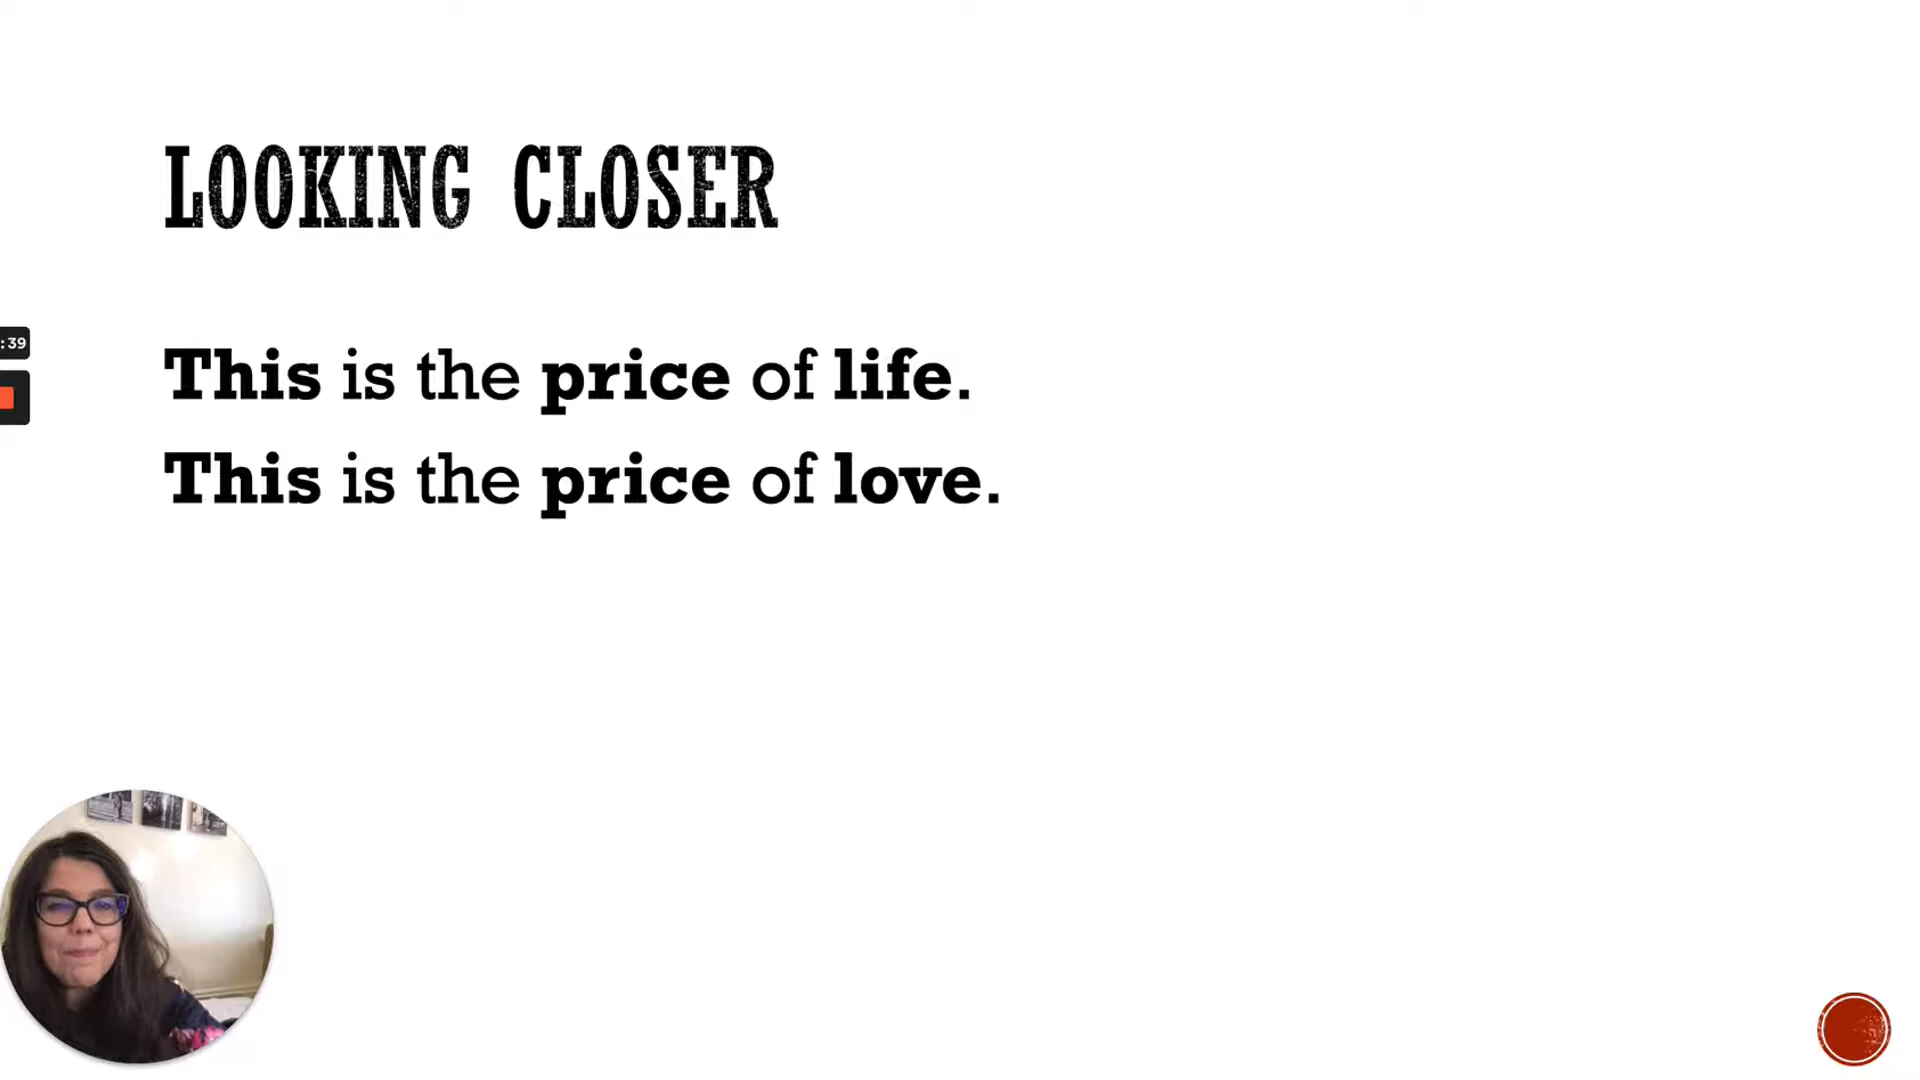 LOOKING CLOSER
:39
This is the price of life.
This is the price of love.